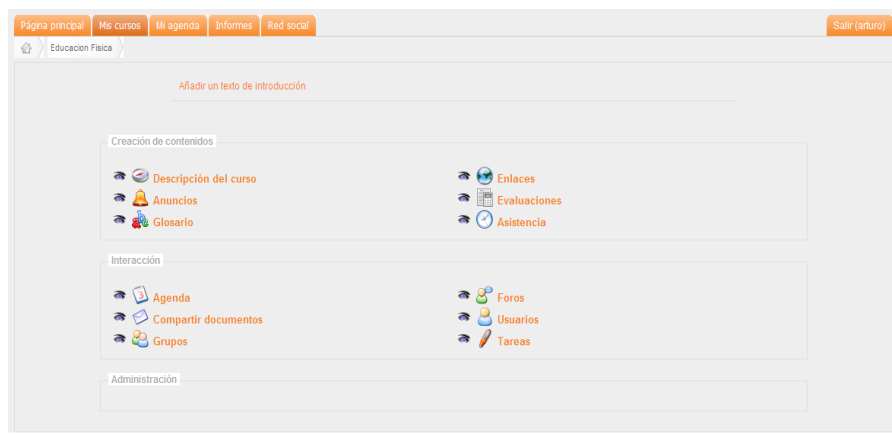 Página principal Mis cursos Mi agenda Informes Red social Salir (arturo)
Educacion Fisica
Añadir un texto de introducción
Creación de contenidos
Descripción del curso Enlaces
Anuncios Evaluaciones
Glosario Asistencia
Interacción
Agenda Foros
Compartir documentos Usuarios
Grupos Tareas
Administración